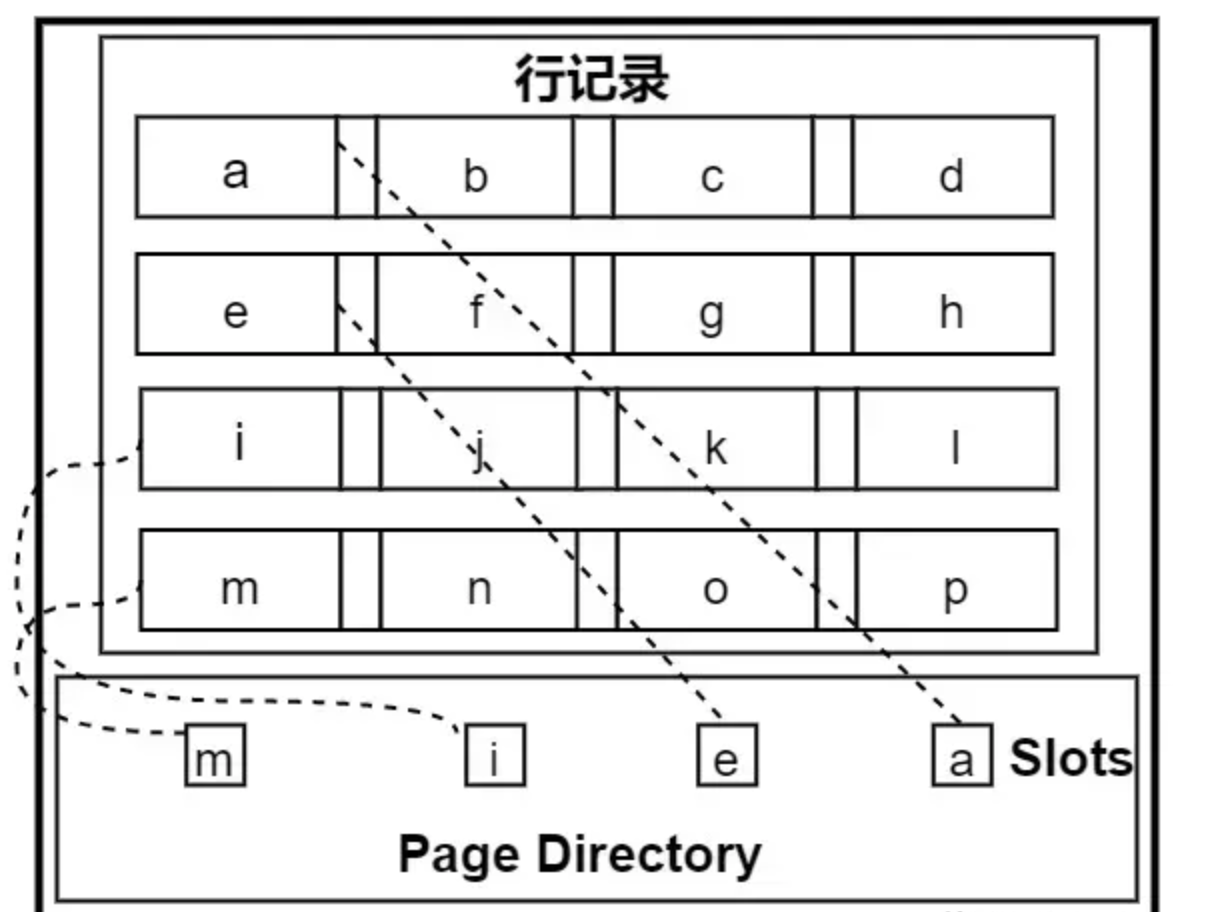 行记录
a b c d
e f g h
i j k l
m n o p
m i e a Slots
Page Directory